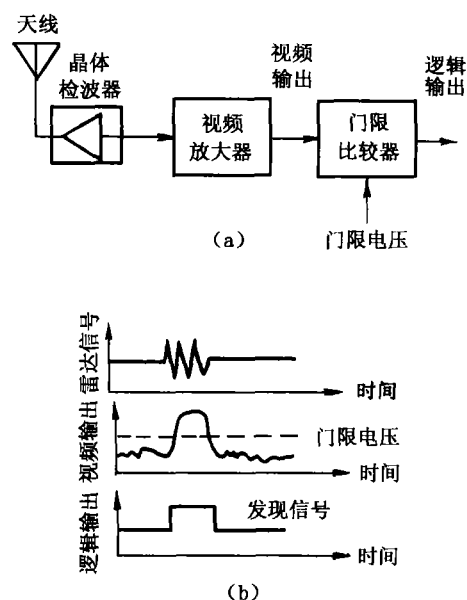 天线
晶体
检波器
视频
放大器
视频
输出
门限
比较器
逻辑
输出
门限电压
(a)
雷达信号
时间
视频输出
门限电压
时间
逻辑输出
发现信号
时间
(b)